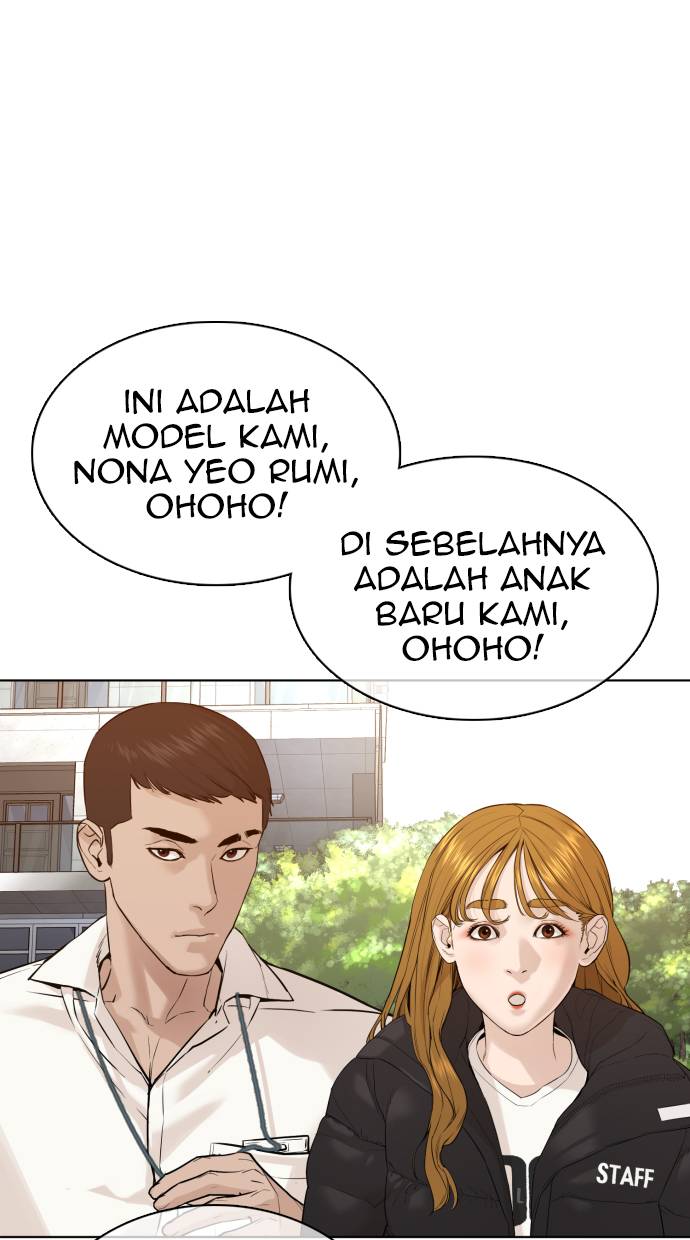 INI ADALAH
MODEL KAMI,
NONA YEO RUMI,
OHOHO!
DI SEBELAHNYA
ADALAH ANAK
BARU KAMI,
OHOHO!
STAFF